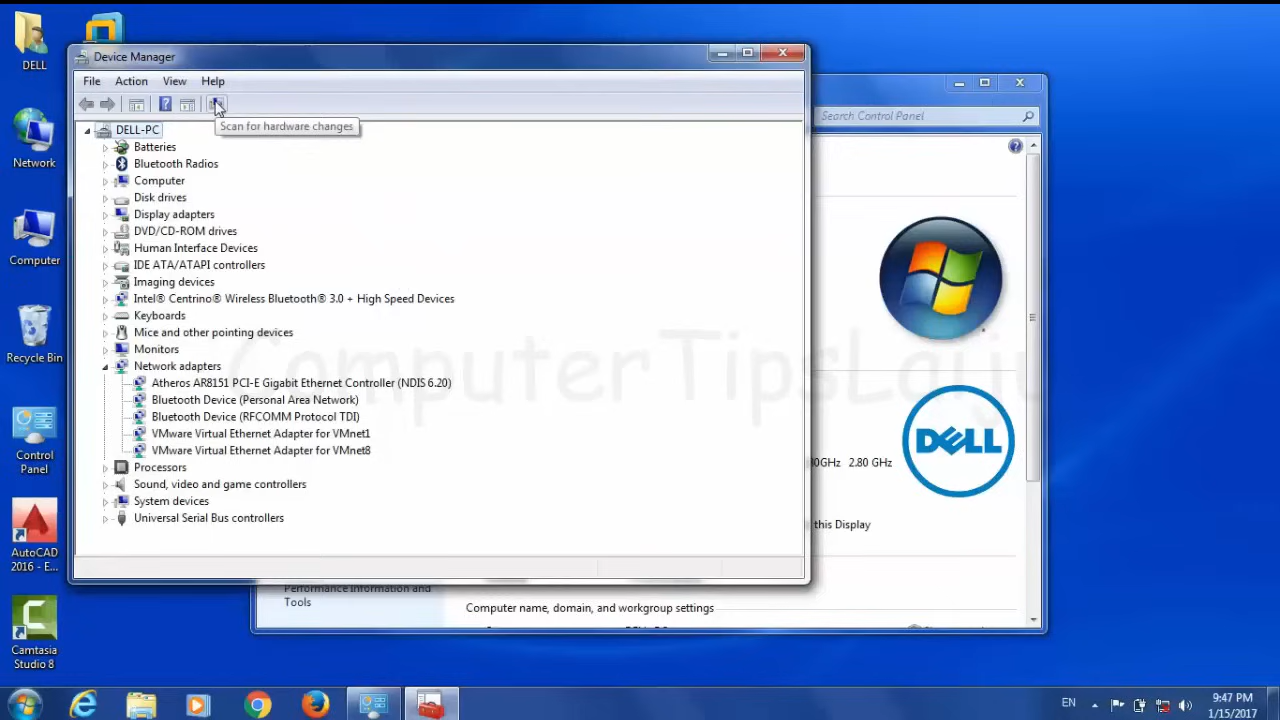 DELL
Network
Computer
Recycle Bin
Control
Panel
AutoCAD
2016 - E...
Camtasia
Studio 8
Device Manager
File Action View Help
Scan for hardware changes
DELL-PC
Batteries
Bluetooth Radios
Computer
Disk drives
Display adapters
DVD/CD-ROM drives
Human Interface Devices
IDE ATA/ATAPI controllers
Imaging devices
Intel® Centrino® Wireless Bluetooth® 3.0 + High Speed Devices
Keyboards
Mice and other pointing devices
Monitors
Network adapters
Atheros AR8151 PCI-E Gigabit Ethernet Controller (NDIS 6.20)
Bluetooth Device (Personal Area Network)
Bluetooth Device (RFCOMM Protocol TDI)
VMware Virtual Ethernet Adapter for VMnet1
VMware Virtual Ethernet Adapter for VMnet8
Processors
Sound, video and game controllers
System devices
Universal Serial Bus controllers
Search Control Panel
DELL
2.80 GHz
this Display
Performance Information and
Tools
Computer name, domain, and workgroup settings
EN
9:47 PM
1/15/2017